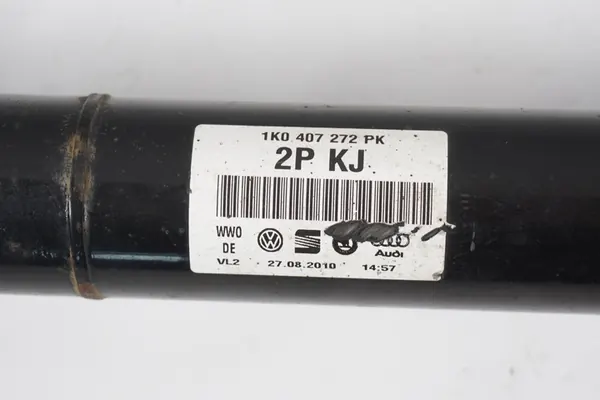 1K0 407 272 PK
2P KJ
WWO
DE
Audi
VL2 27.08.2010 14:57